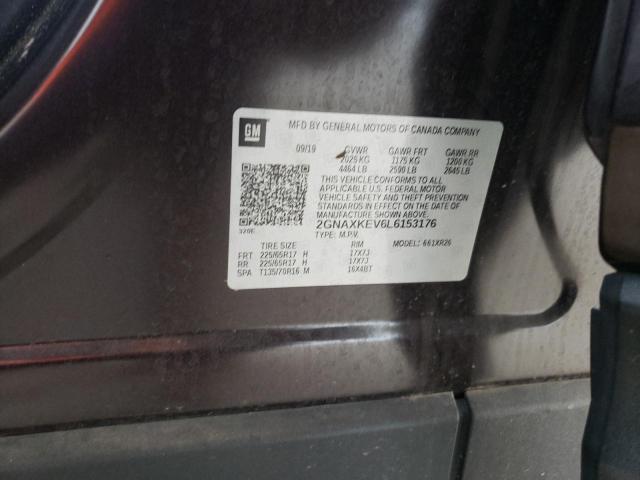 GM
MFD BY GENERAL MOTORS OF CANADA COMPANY
09/19 GVWR GAWR FRT GAWR RR
2025 KG 1175 KG 1200 KG
4464 LB 2590 LB 2645 LB
THIS VEHICLE CONFORMS TO ALL
APPLICABLE U.S. FEDERAL MOTOR
VEHICLE SAFETY, BUMPER, AND THEFT
PREVENTION STANDARDS IN EFFECT ON
THE DATE OF MANUFACTURE SHOWN ABOVE.
2GNAXKEV6L6153176
TYPE: M.P.V. MODEL: 661XR26
TIRE SIZE RIM
FRT 225/65R17 H 17X7J
RR 225/65R17 H 17X7J
SPA T135/70R16 M 16X4BT